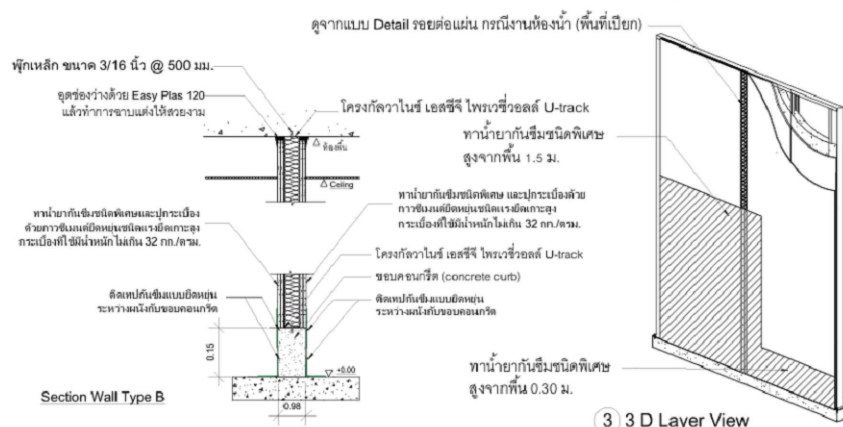 ดูจากแบบ Detail รอยต่อแผ่น กรณีงานห้องน้ำ (พื้นที่เปียก)
พุ๊กเหล็ก ขนาด 3/16 นิ้ว @ 500 มม.
อุดช่องว่างด้วย Easy Plas 120
แล้วทำการฉาบแต่งให้สวยงาม
โครงกัลวาไนซ์ เอสซีจี ไพรเวซี่วอลล์ U-track
ท้องพื้น
Ceiling
ทาน้ำยากันซึมชนิดพิเศษ
สูงจากพื้น 1.5 ม.
ทาน้ำยากันซึมชนิดพิเศษและปูกระเบื้อง
ด้วยกาวซีเมนต์ยืดหยุ่นชนิดแรงยึดเกาะสูง
กระเบื้องที่ใช้มีน้ำหนักไม่เกิน 32 กก./ตรม.
ทาน้ำยากันซึมชนิดพิเศษ และปูกระเบื้องด้วย
กาวซีเมนต์ยืดหยุ่นชนิดแรงยึดเกาะสูง
กระเบื้องที่ใช้มีน้ำหนักไม่เกิน 32 กก./ตรม.
โครงกัลวาไนซ์ เอสซีจี ไพรเวซี่วอลล์ U-track
ขอบคอนกรีต (concrete curb)
ติดเทปกันซึมแบบยืดหยุ่น
ระหว่างผนังกับขอบคอนกรีต
ติดเทปกันซึมแบบยืดหยุ่น
ระหว่างผนังกับขอบคอนกรีต
0.15
+0.00
0.98
Section Wall Type B
ทาน้ำยากันซึมชนิดพิเศษ
สูงจากพื้น 0.30 ม.
3 3 D Layer View